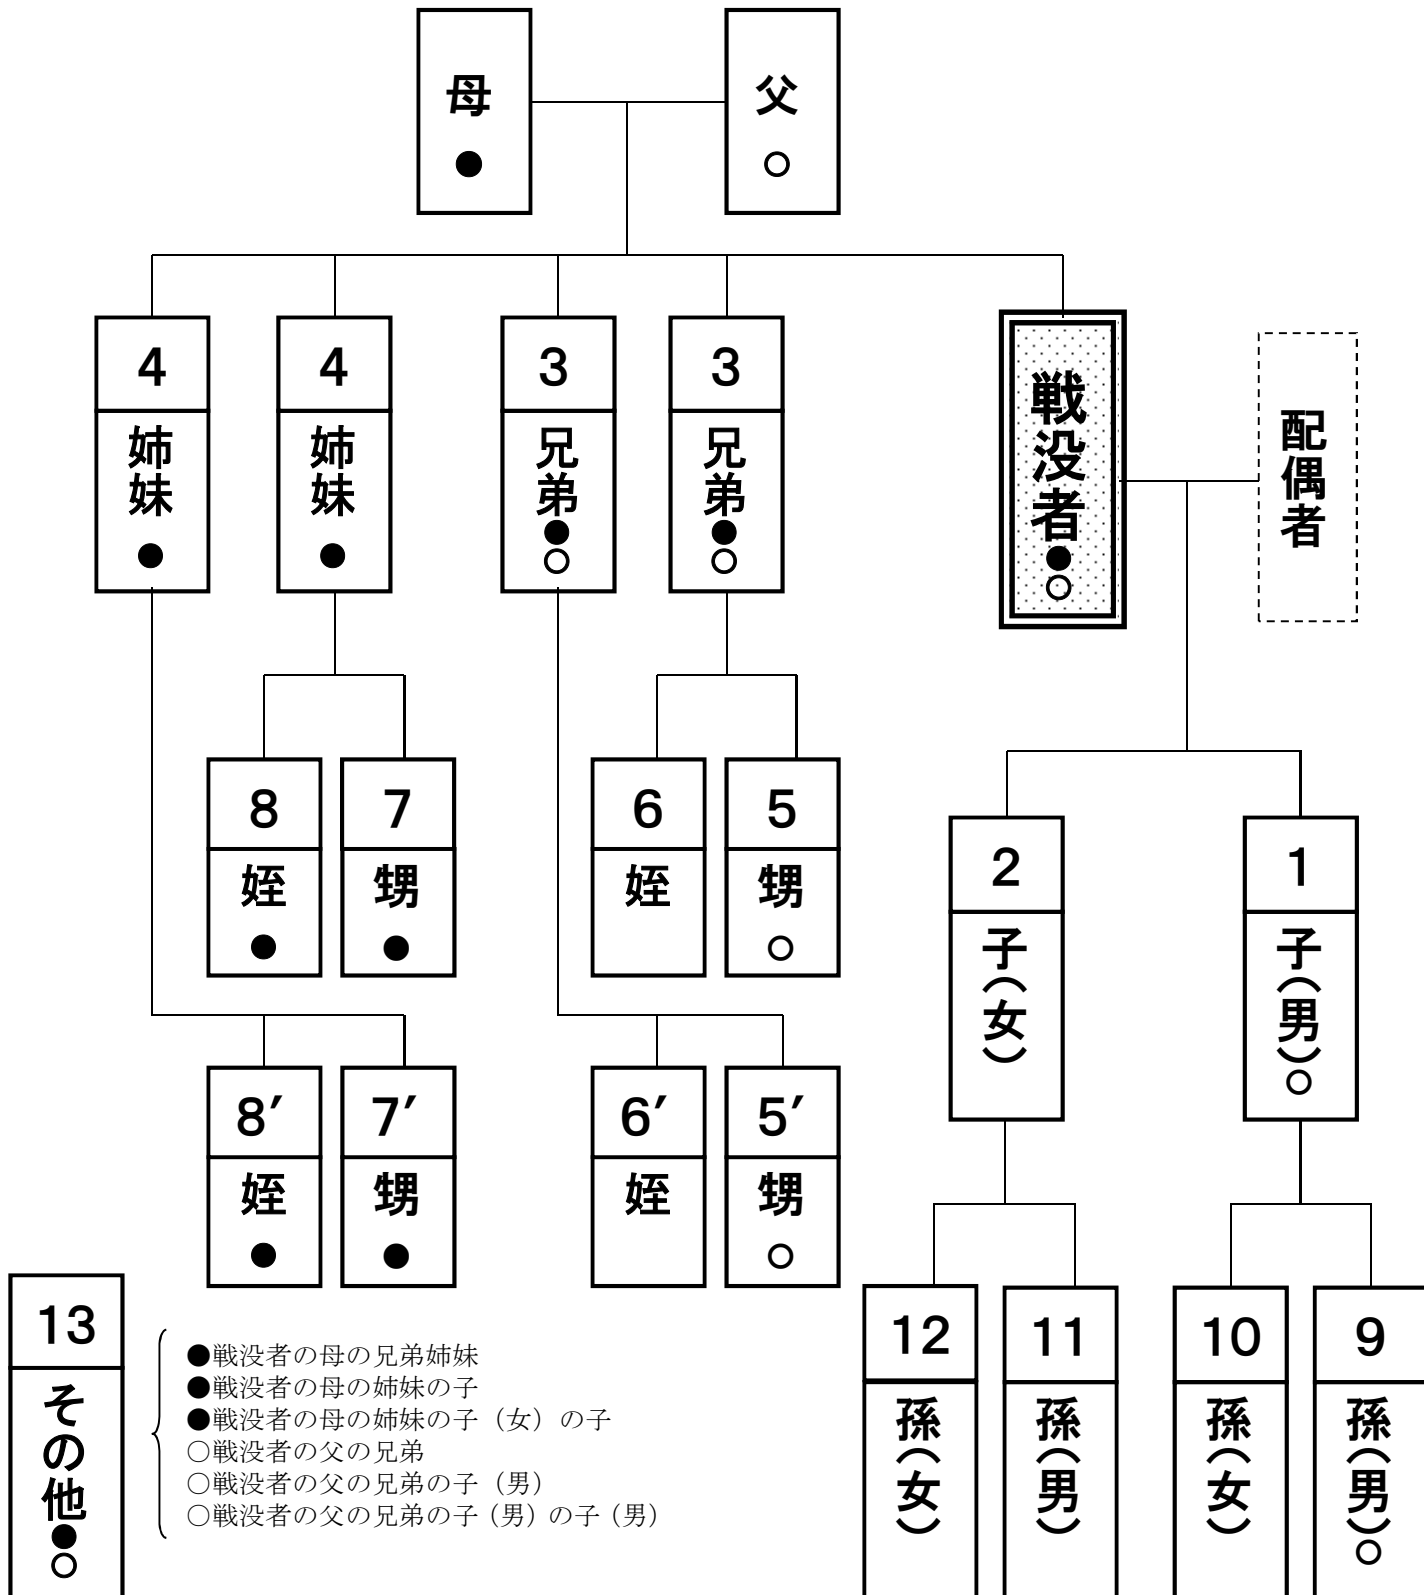 母
●
父
○
4
姉妹
●
4
姉妹
●
3
兄弟
●
○
3
兄弟
●
○
戦没者
●
○
配偶者
8
姪
●
7
甥
●
6
姪
5
甥
○
2
子（女）
1
子（男）
○
8′
姪
●
7′
甥
●
6′
姪
5′
甥
○
13
その他
●
○
●戦没者の母の兄弟姉妹
●戦没者の母の姉妹の子
●戦没者の母の姉妹の子（女）の子
○戦没者の父の兄弟
○戦没者の父の兄弟の子（男）
○戦没者の父の兄弟の子（男）の子（男）
12
孫（女）
11
孫（男）
10
孫（女）
9
孫（男）
○